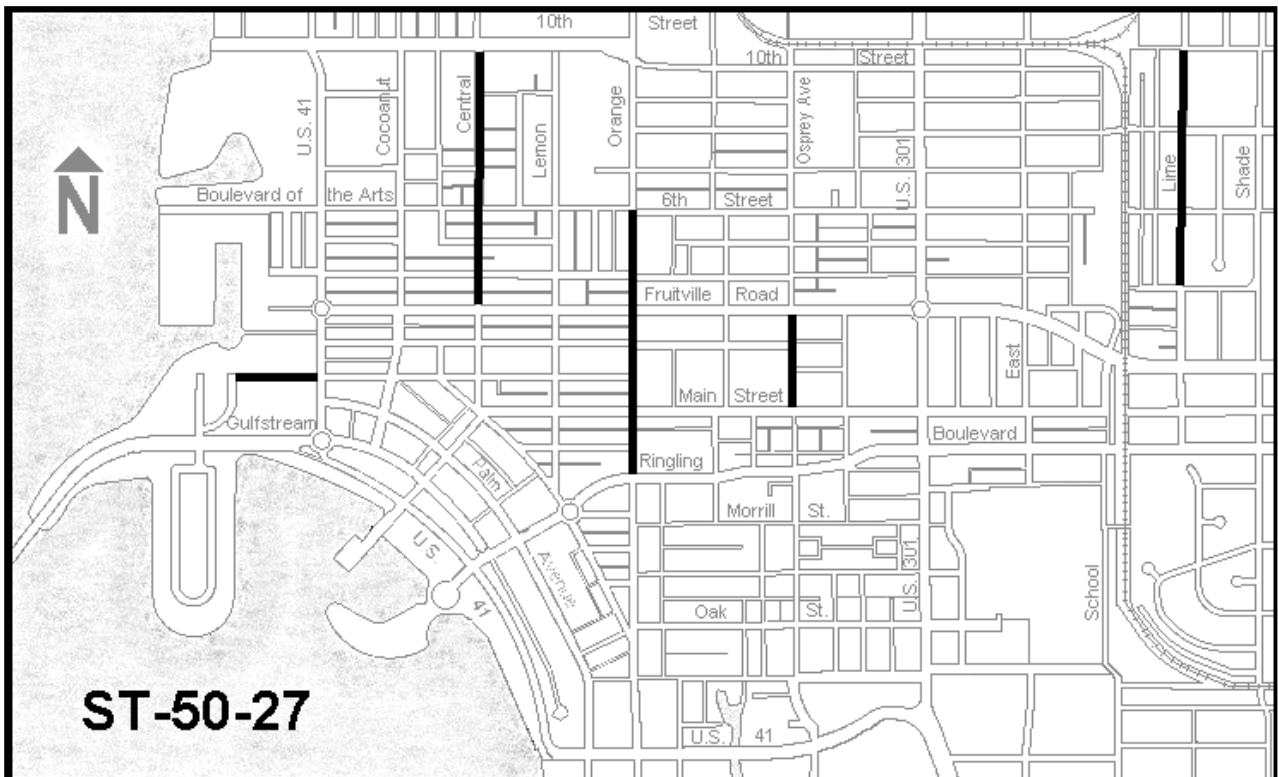 10th Street
10th Street
U.S. 41
Cocoanut
Central
Lemon
Orange
Osprey Ave
U.S. 301
Lime
Shade
N
Boulevard of the Arts
6th Street
Fruitville Road
Main Street
East
Gulfstream
Boulevard
Ringling
Palm
Avenue
Morrill St.
U.S. 41
U.S. 301
School
Oak St.
ST-50-27
U.S. 41